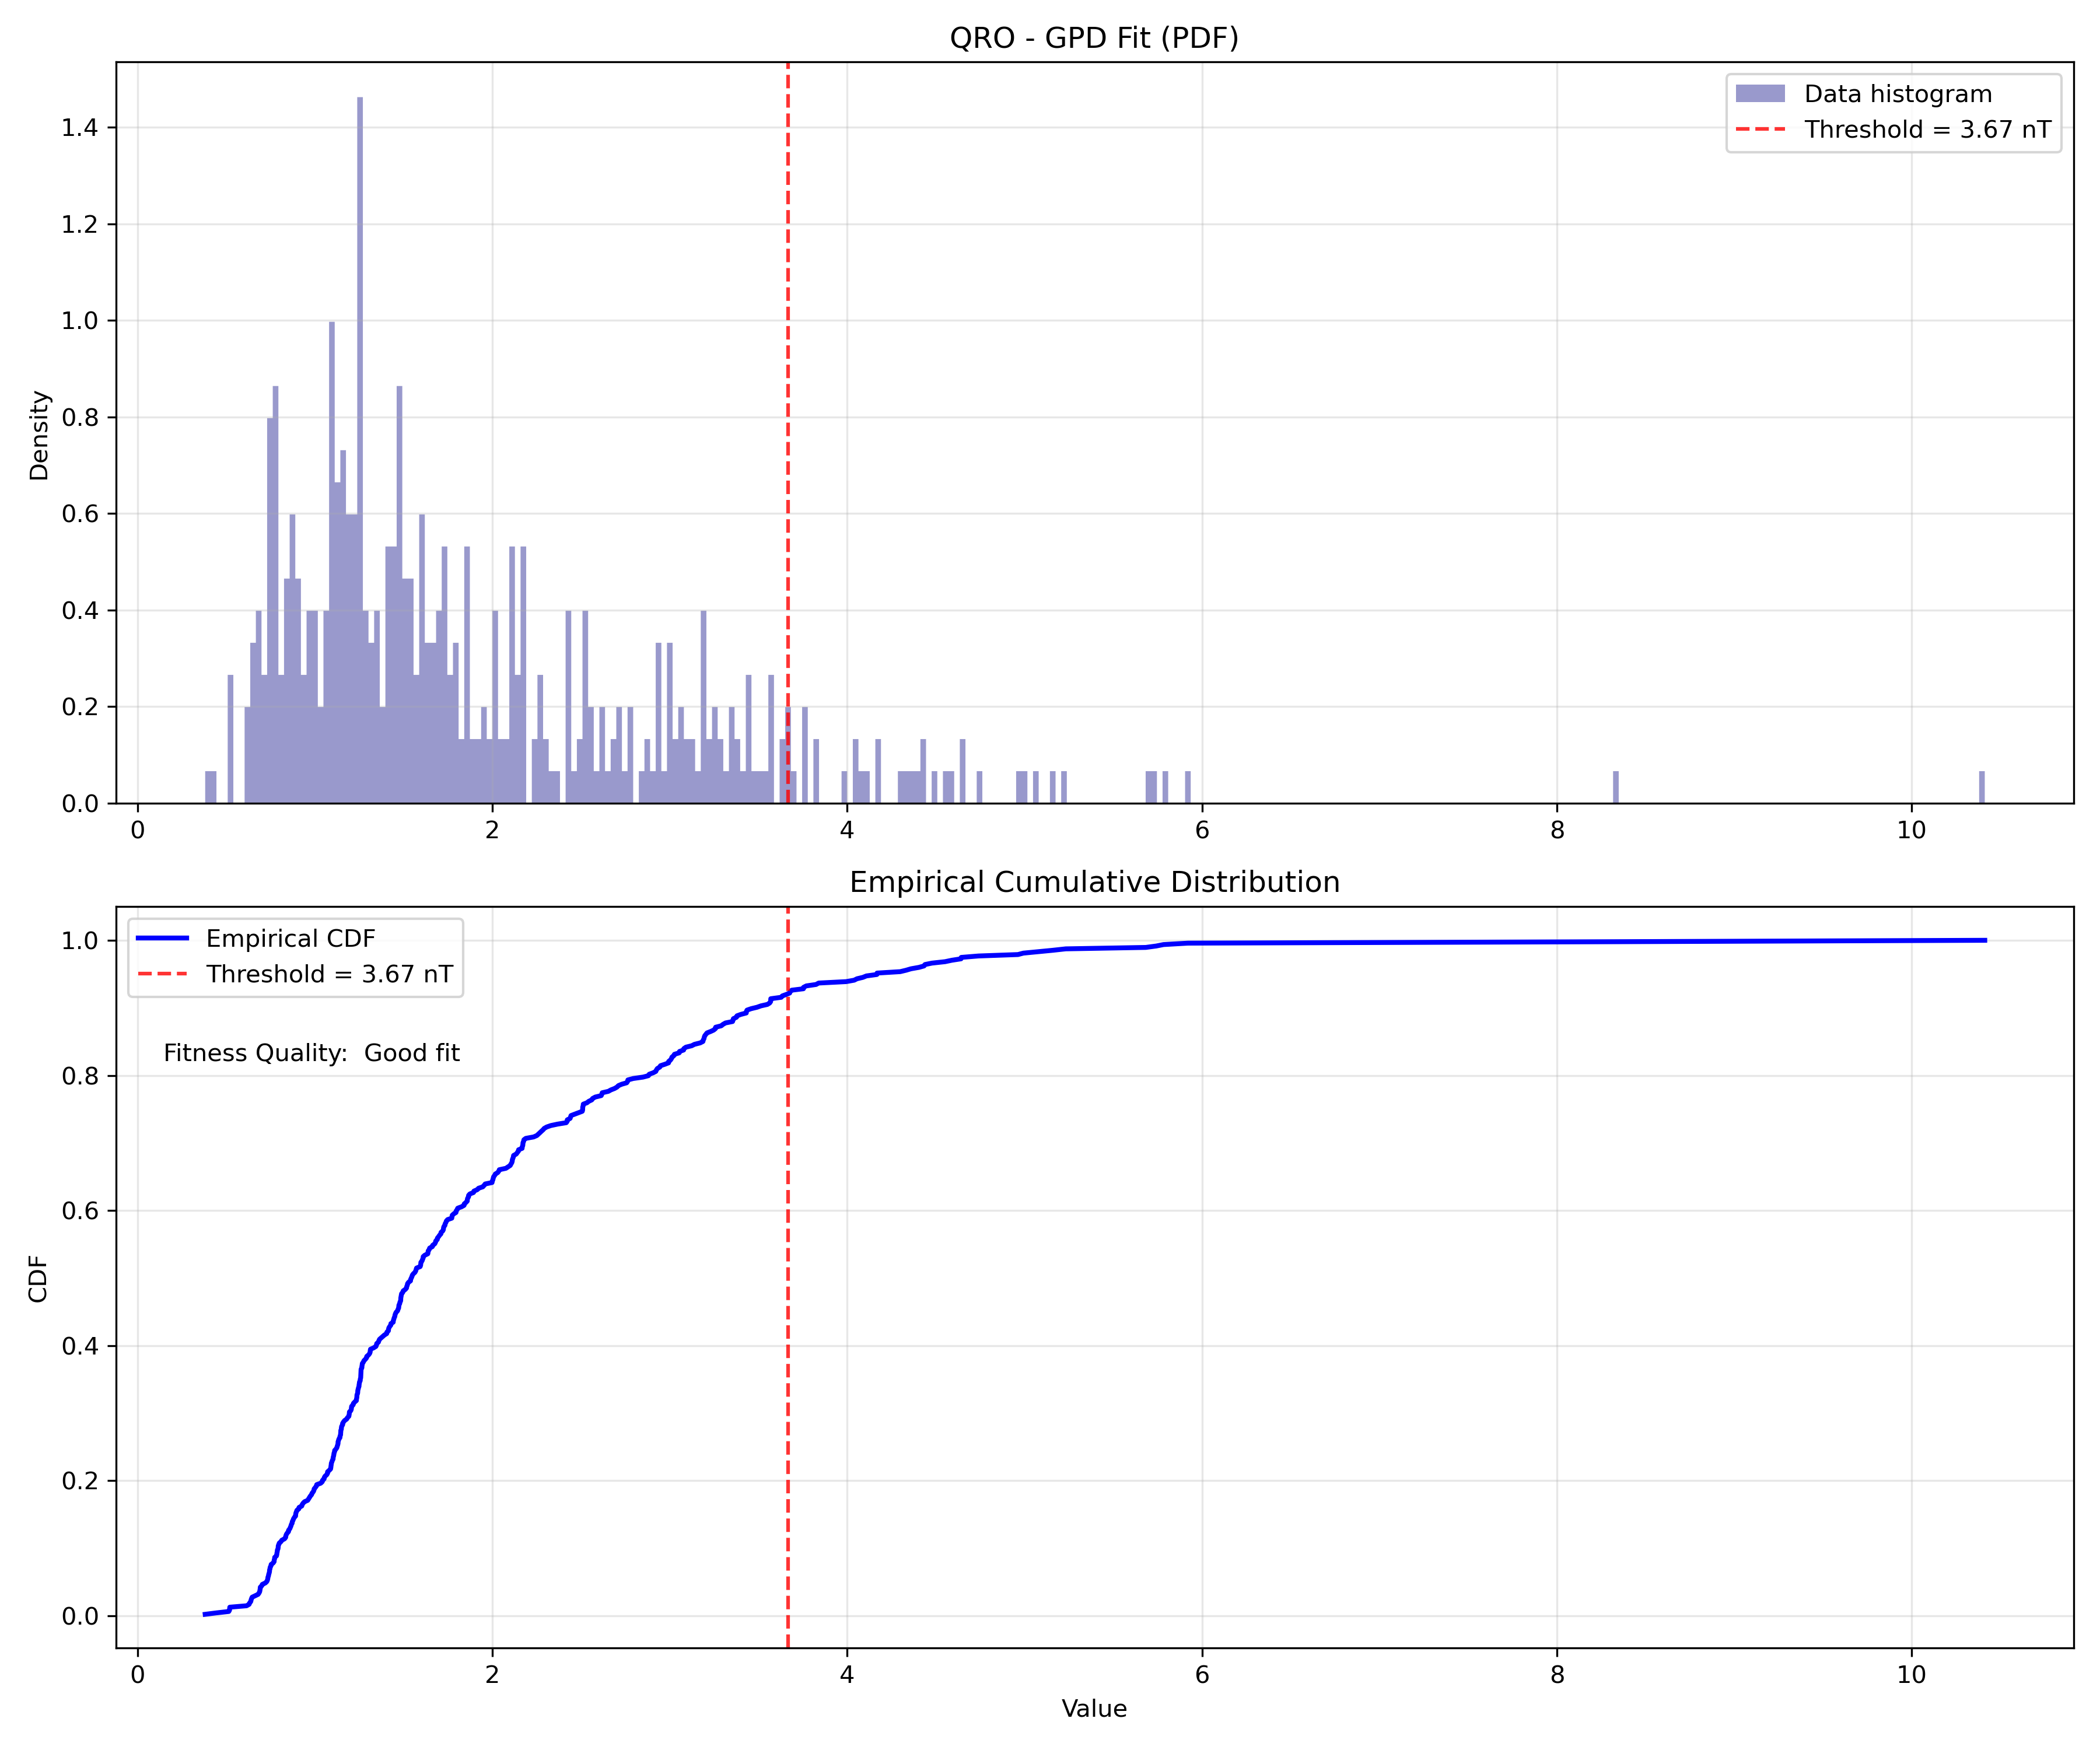 QRO - GPD Fit (PDF)
Data histogram
Threshold = 3.67 nT
Density
1.4
1.2
1.0
0.8
0.6
0.4
0.2
0.0
0 2 4 6 8 10
Empirical Cumulative Distribution
Empirical CDF
Threshold = 3.67 nT
Fitness Quality:  Good fit
CDF
1.0
0.8
0.6
0.4
0.2
0.0
0 2 4 6 8 10
Value